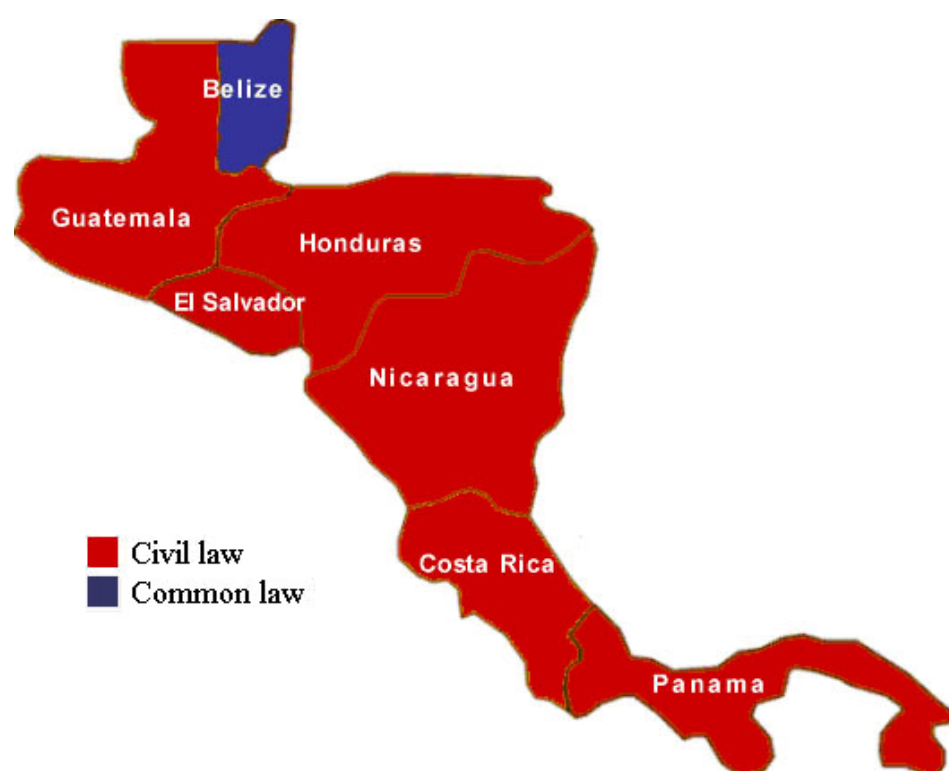 Belize
Guatemala
Honduras
El Salvador
Nicaragua
Civil law
Common law
Costa Rica
Panama